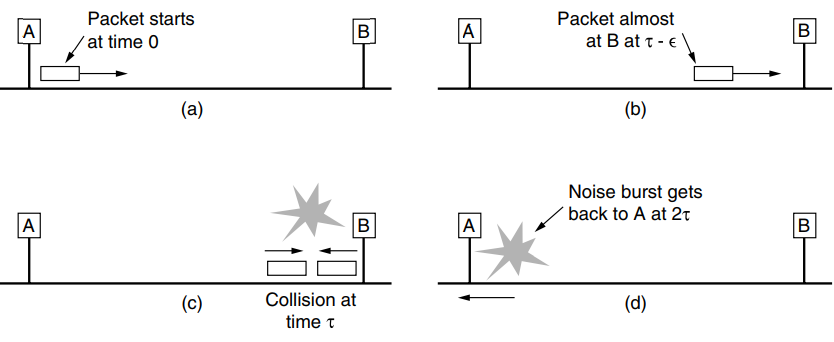 A
Packet starts
at time 0
B
(a)
A
Packet almost
at B at τ - ϵ
B
(b)
A
B
Collision at
time τ
(c)
A
Noise burst gets
back to A at 2τ
B
(d)